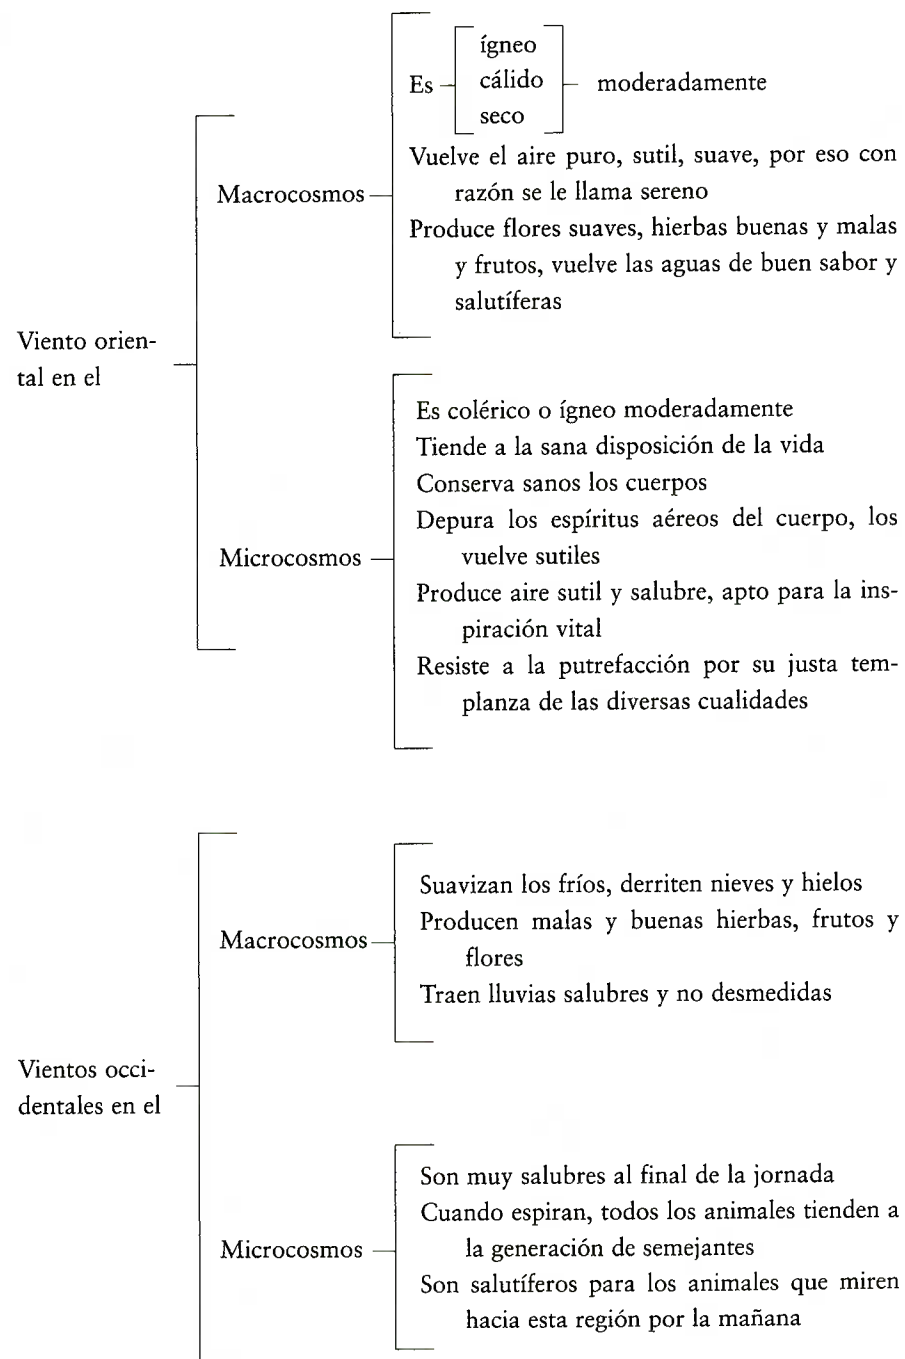 ígneo
Es cálido moderadamente
seco
Vuelve el aire puro, sutil, suave, por eso con
Macrocosmos
razón se le llama sereno
Produce flores suaves, hierbas buenas y malas
y frutos, vuelve las aguas de buen sabor y
salutíferas
Viento orien-
tal en el
Es colérico o ígneo moderadamente
Tiende a la sana disposición de la vida
Conserva sanos los cuerpos
Depura los espíritus aéreos del cuerpo, los
Microcosmos
vuelve sutiles
Produce aire sutil y salubre, apto para la ins-
piración vital
Resiste a la putrefacción por su justa tem-
planza de las diversas cualidades
Vientos occi-
dentales en el
Macrocosmos
Suavizan los fríos, derriten nieves y hielos
Producen malas y buenas hierbas, frutos y
flores
Traen lluvias salubres y no desmedidas
Microcosmos
Son muy salubres al final de la jornada
Cuando espiran, todos los animales tienden a
la generación de semejantes
Son salutíferos para los animales que miren
hacia esta región por la mañana